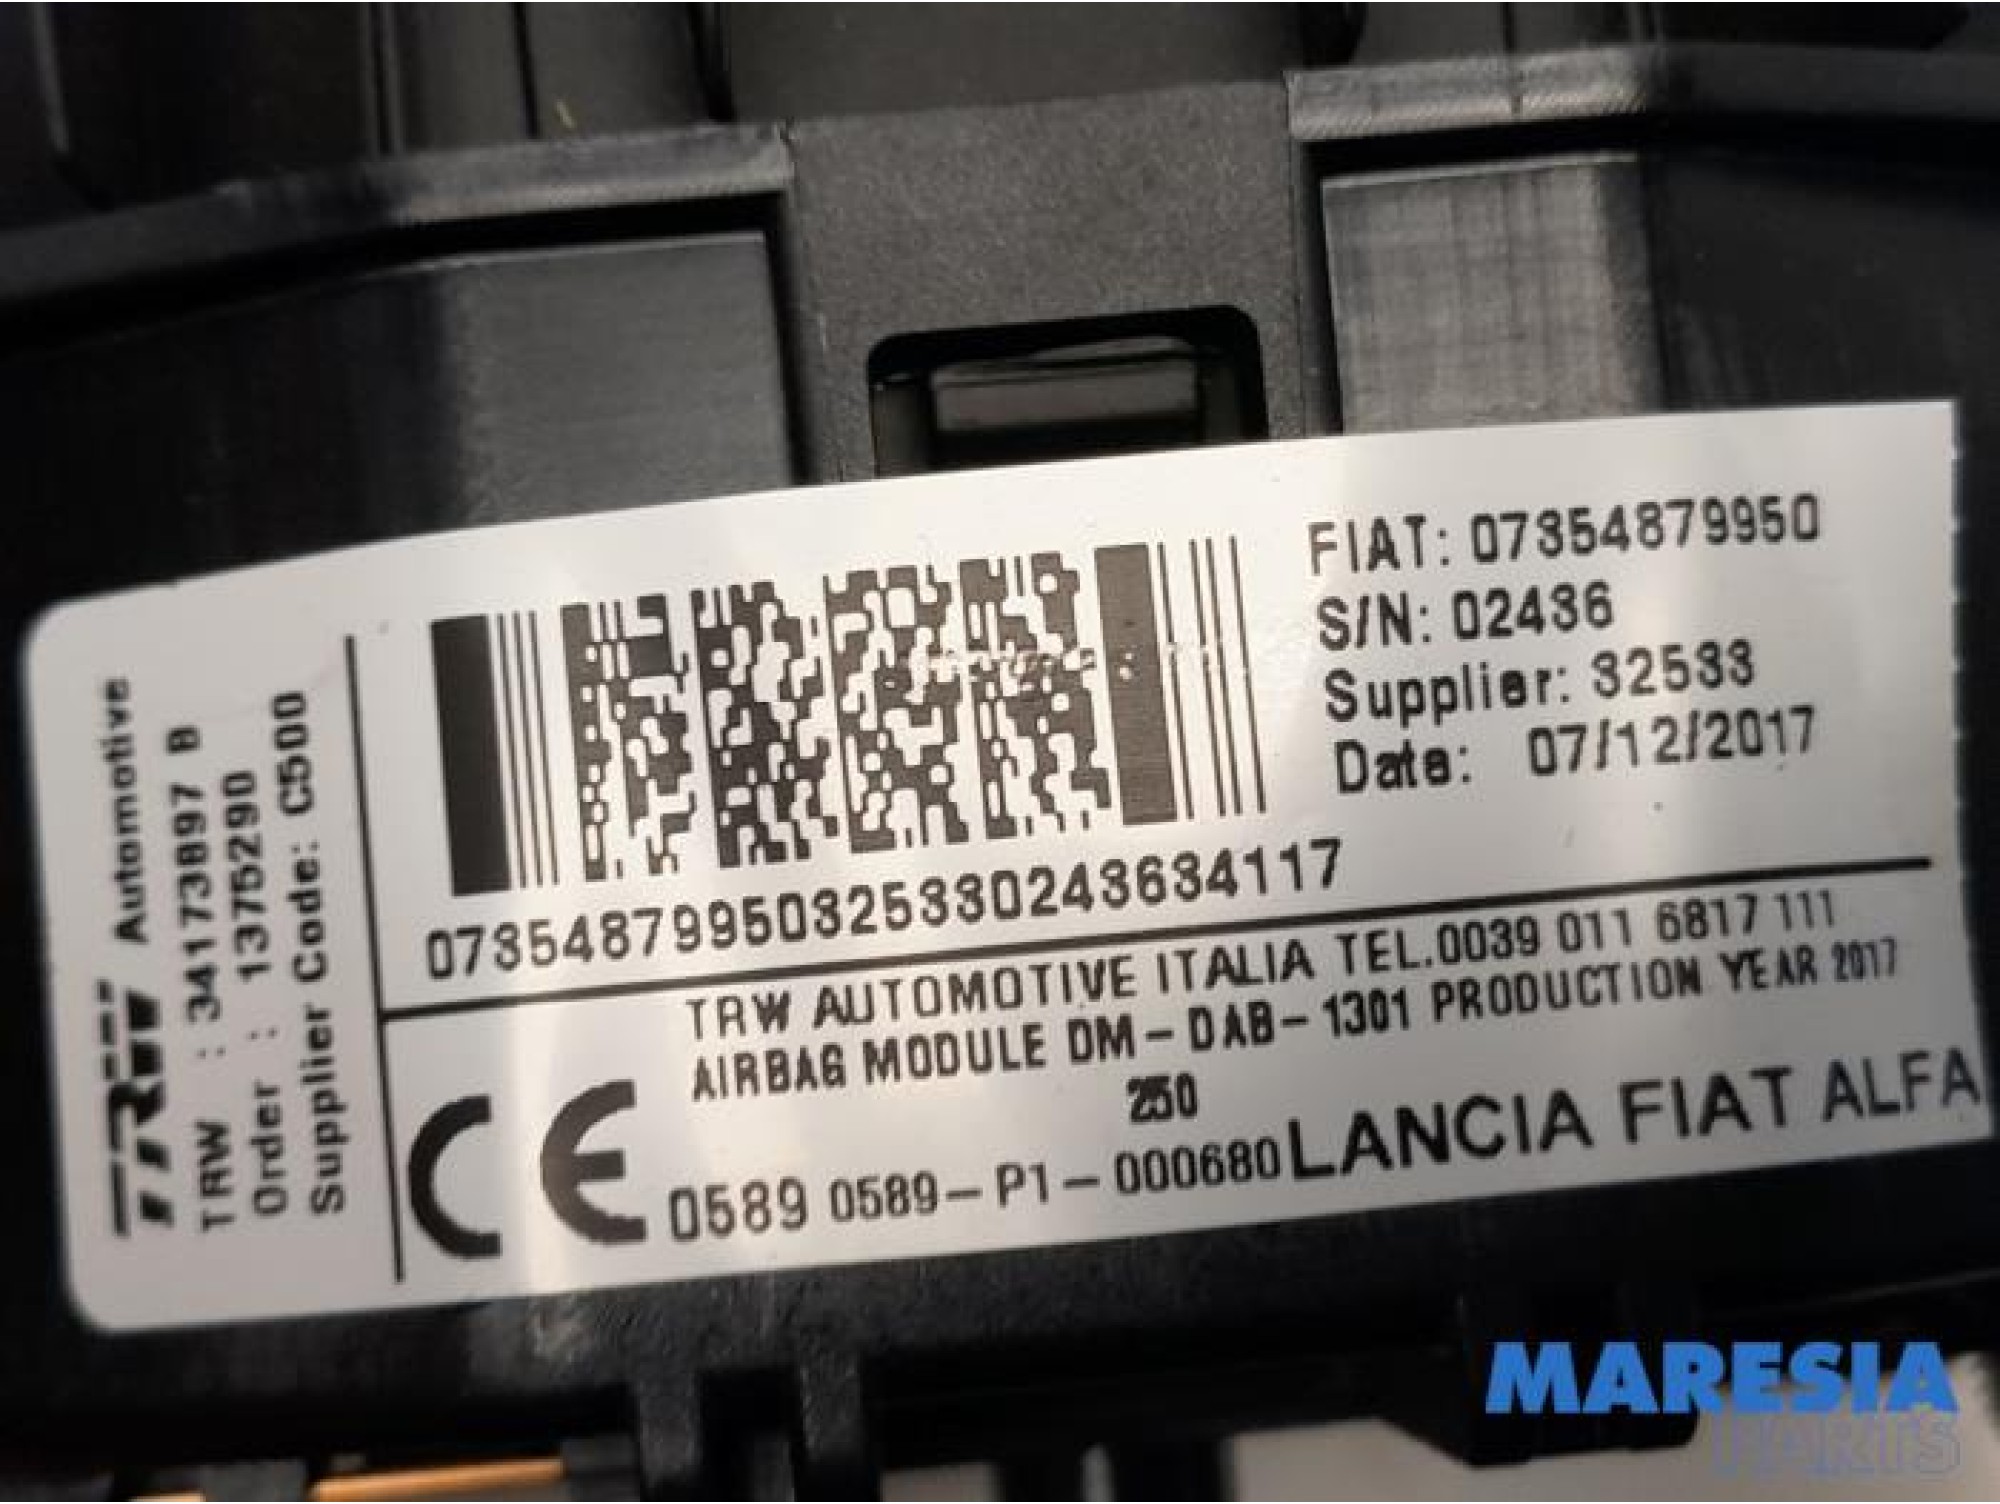 TRW Automotive
TRW : 34173897 B
Order : 13752290
Supplier Code: C500
FIAT: 07354879950
S/N: 02436
Supplier: 32533
Date: 07/12/2017
07354879950325330243634117
TRW AUTOMOTIVE ITALIA TEL.0039 011 6817 111
AIRBAG MODULE DM-DAB-1301 PRODUCTION YEAR 2017
250
CE 0589 0589-P1-000680 LANCIA FIAT ALFA
MARESIA
PARTS